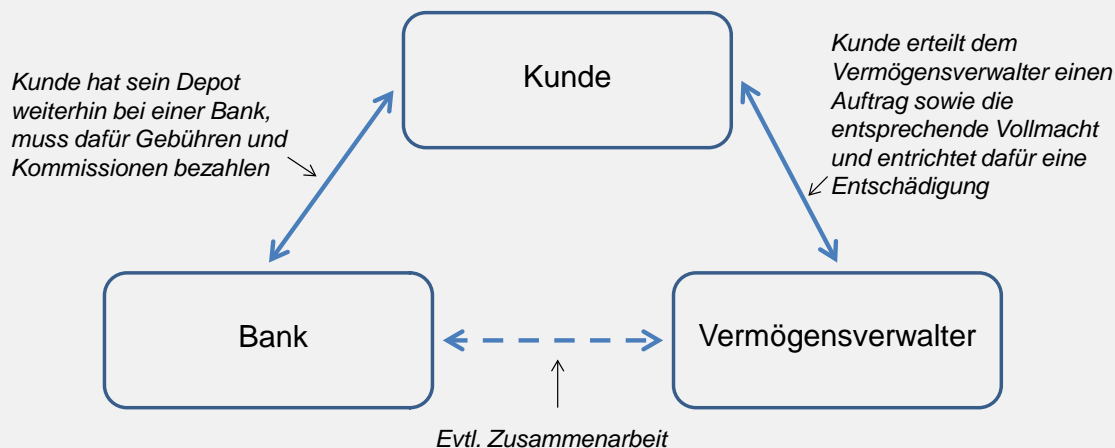 Kunde
Kunde hat sein Depot
weiterhin bei einer Bank,
muss dafür Gebühren und
Kommissionen bezahlen
Kunde erteilt dem
Vermögensverwalter einen
Auftrag sowie die
entsprechende Vollmacht
und entrichtet dafür eine
Entschädigung
Bank
Vermögensverwalter
Evtl. Zusammenarbeit